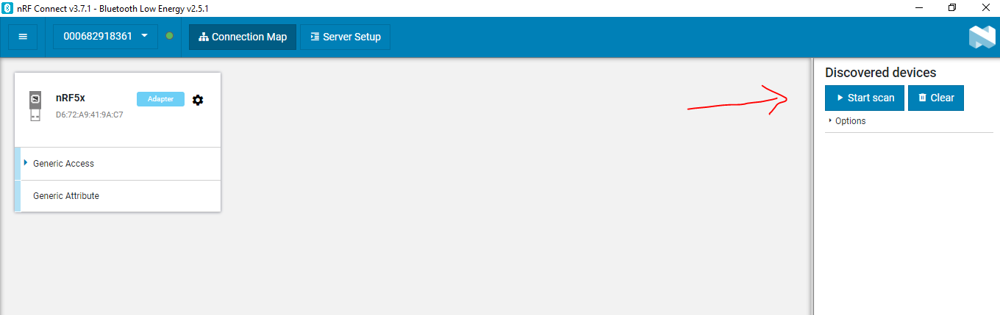 nRF Connect v3.7.1 - Bluetooth Low Energy v2.5.1
000682918361
Connection Map
Server Setup
nRF5x
Adapter
D6:72:A9:41:9A:C7
Generic Access
Generic Attribute
Discovered devices
Start scan
Clear
Options